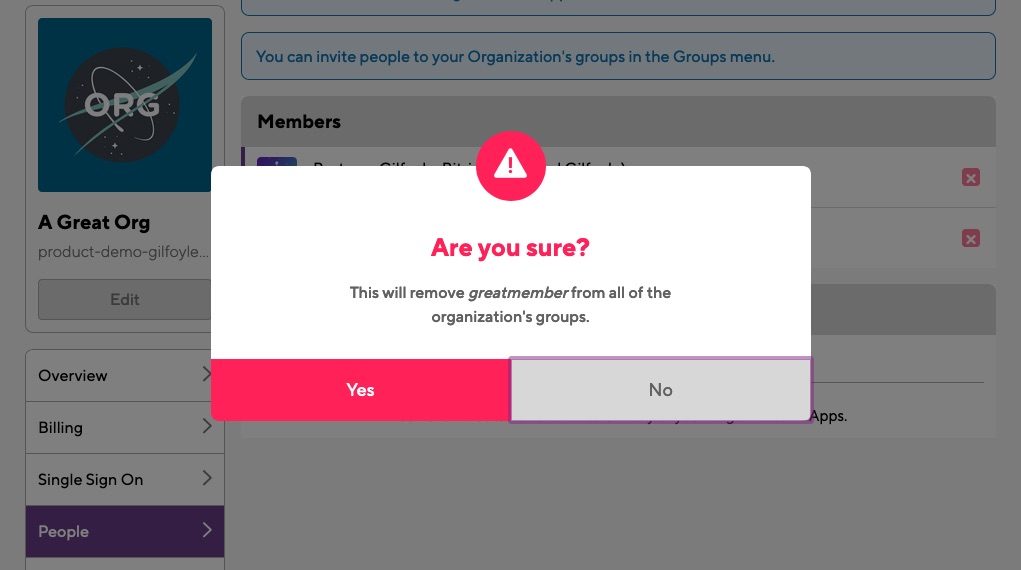 You can invite people to your Organization's groups in the Groups menu.
ORG
Members
A Great Org
product-demo-gilfoyle...
Edit
Are you sure?
This will remove greatmember from all of the
organization's groups.
Yes
No
Apps.
Overview
Billing
Single Sign On
People